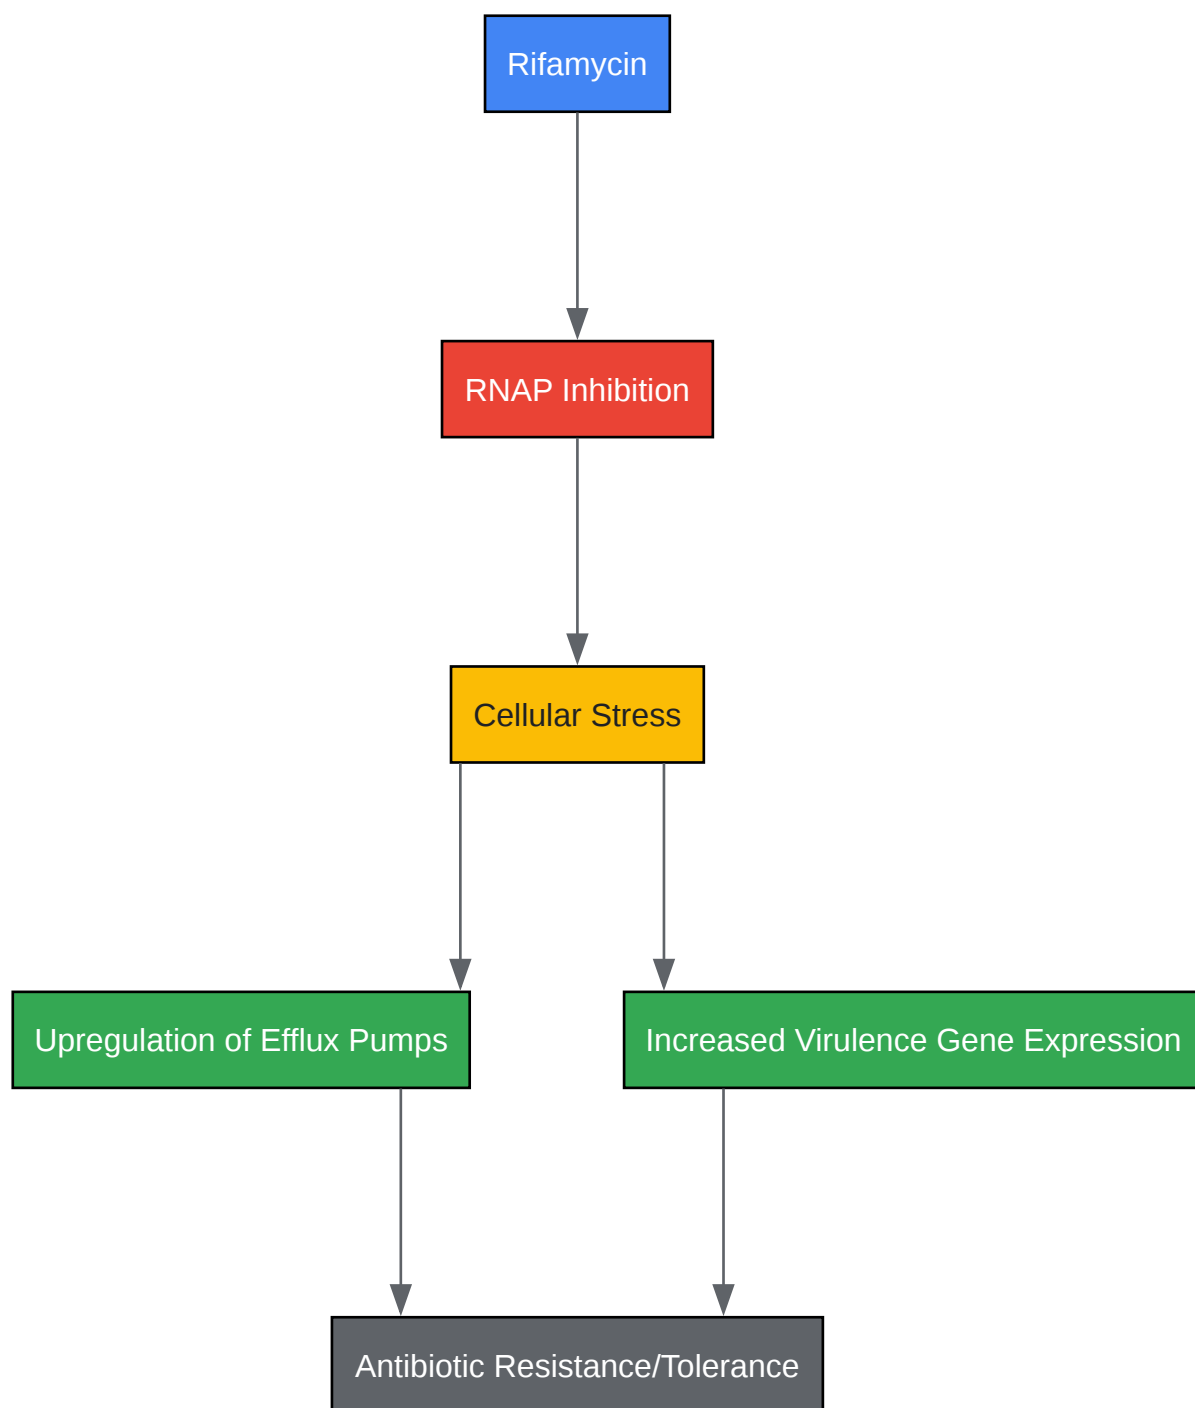 Rifamycin
RNAP Inhibition
Cellular Stress
Upregulation of Efflux Pumps
Increased Virulence Gene Expression
Antibiotic Resistance/Tolerance